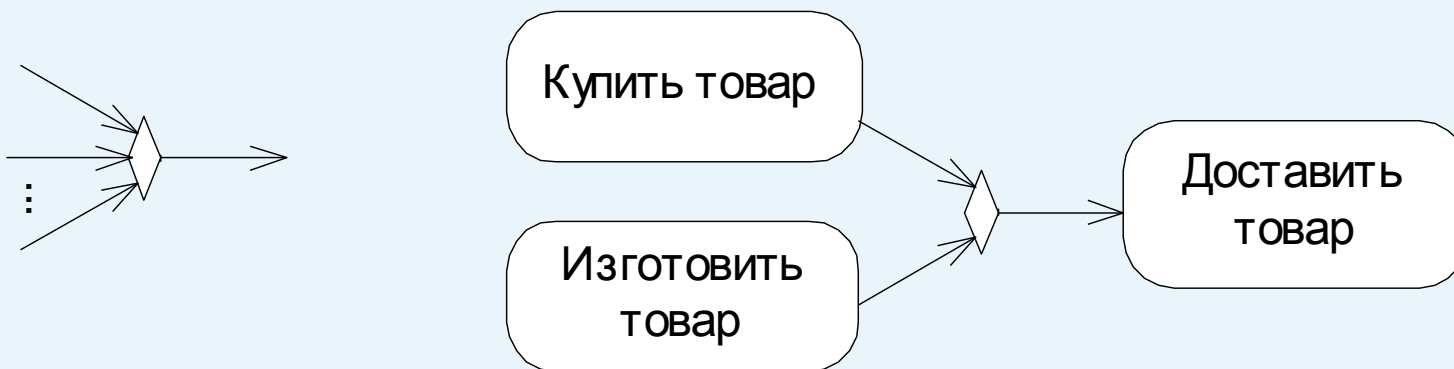 Купить товар
Изготовить
товар
Доставить
товар
...